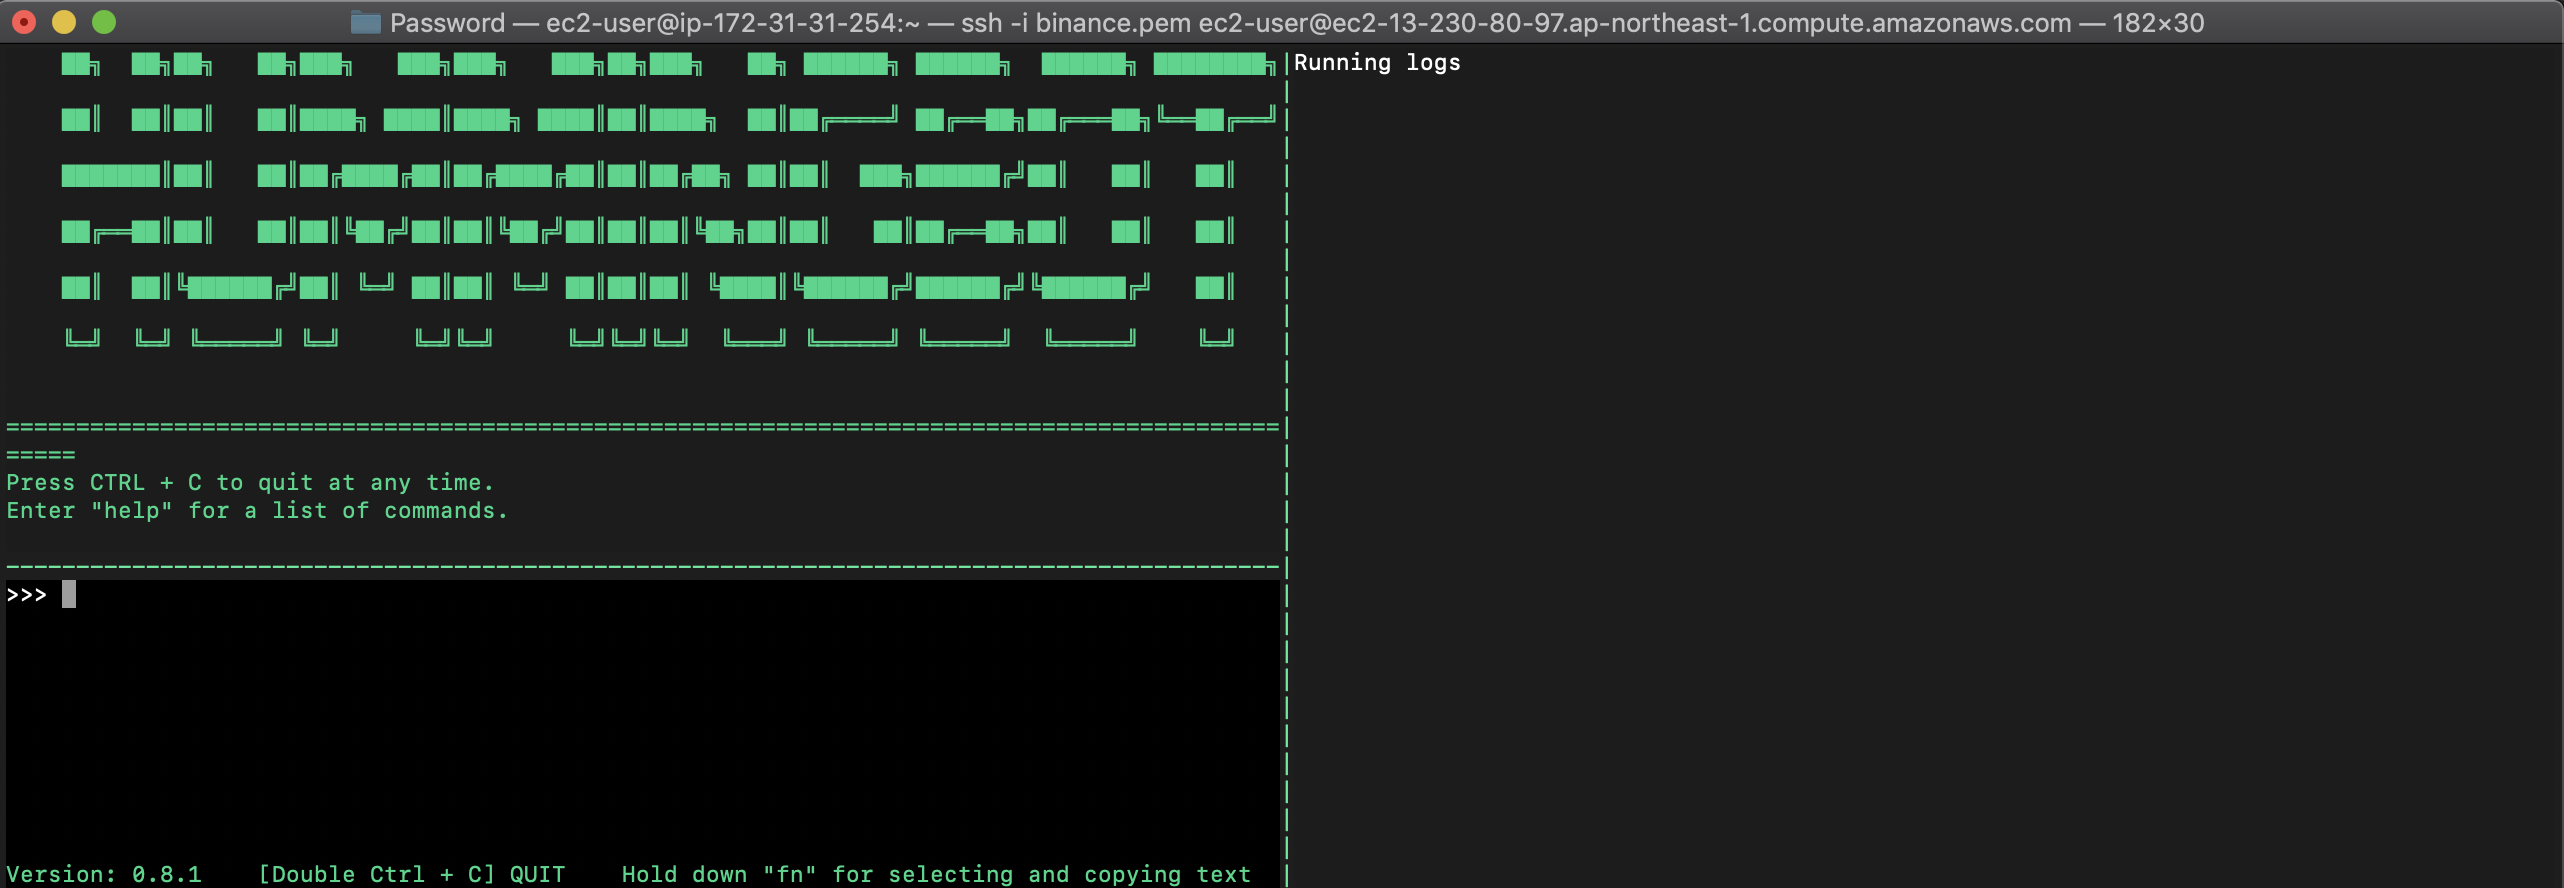 Password — ec2-user@ip-172-31-31-254:~ — ssh -i binance.pem ec2-user@ec2-13-230-80-97.ap-northeast-1.compute.amazonaws.com — 182×30
HUMMINGBOT
Running logs
===========================================================================================
=====
Press CTRL + C to quit at any time.
Enter "help" for a list of commands.
>>>
Version: 0.8.1    [Double Ctrl + C] QUIT    Hold down "fn" for selecting and copying text